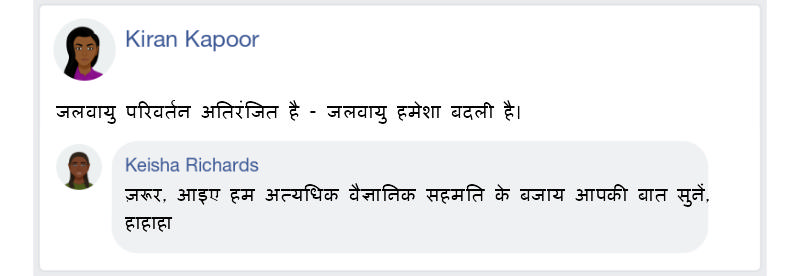 Kiran Kapoor
जलवायु परिवर्तन अतिरंजित है - जलवायु हमेशा बदली है।
Keisha Richards
ज़रूर, आइए हम अत्यधिक वैज्ञानिक सहमति के बजाय आपकी बात सुनें,
हाहाहा